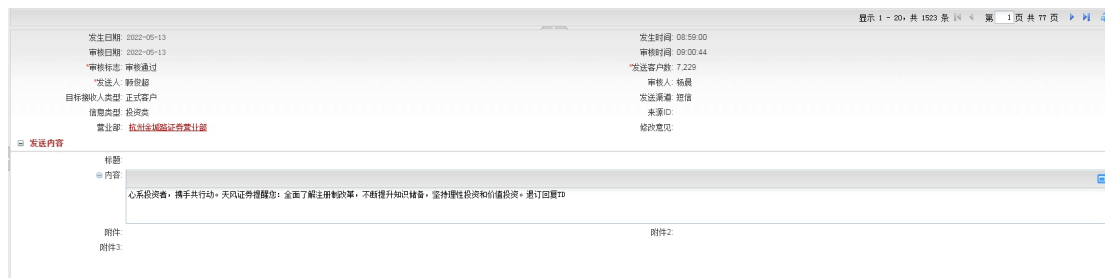 显示 1 - 20，共 1523 条 第 1 页 共 77 页
发生日期: 2022-05-13 发生时间: 08:59:00
审核日期: 2022-05-13 审核时间: 09:00:44
*审核标志: 审核通过 *发送客户数: 7,229
*发送人: 韩俊超 审核人: 杨晨
目标接收人类型: 正式客户 发送渠道: 短信
信息类型: 投资类 来源ID:
营业部: 杭州金城路证券营业部 修改意见:
发送内容
标题:
内容:
心系投资者，携手共行动。天风证券提醒您：全面了解注册制改革，不断提升知识储备，坚持理性投资和价值投资。退订回复TD
附件: 附件2:
附件3: